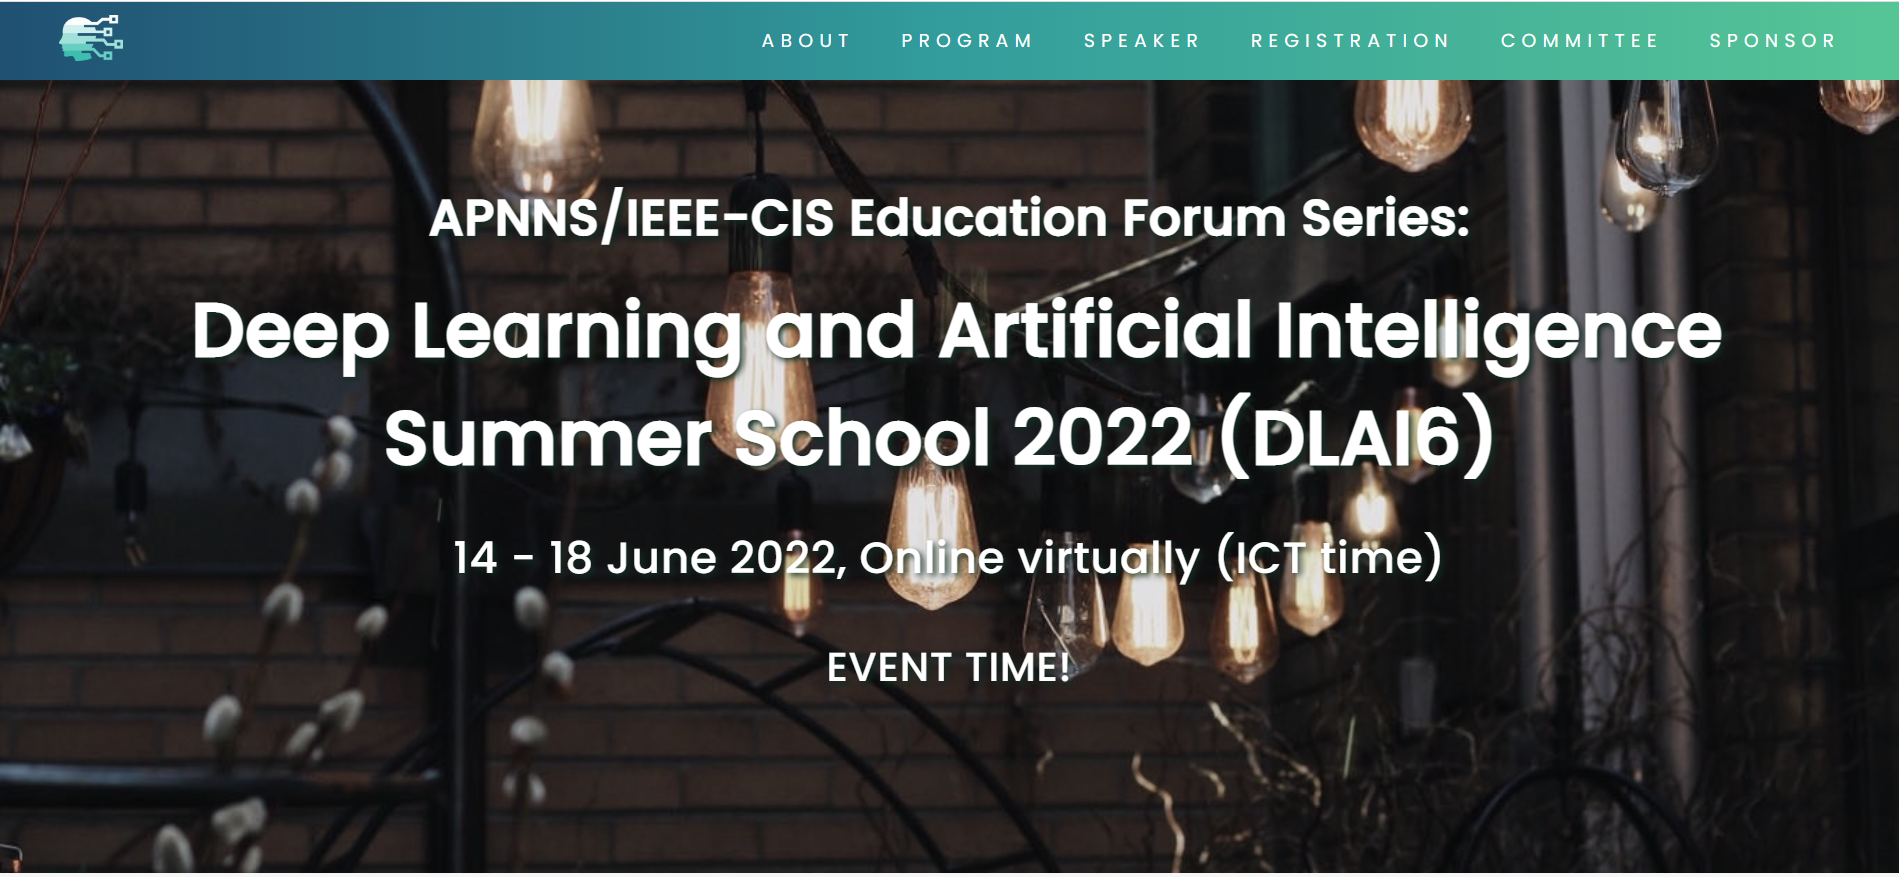 ABOUT PROGRAM SPEAKER REGISTRATION COMMITTEE SPONSOR
APNNS/IEEE-CIS Education Forum Series:
Deep Learning and Artificial Intelligence
Summer School 2022 (DLAI6)
14 - 18 June 2022, Online virtually (ICT time)
EVENT TIME!